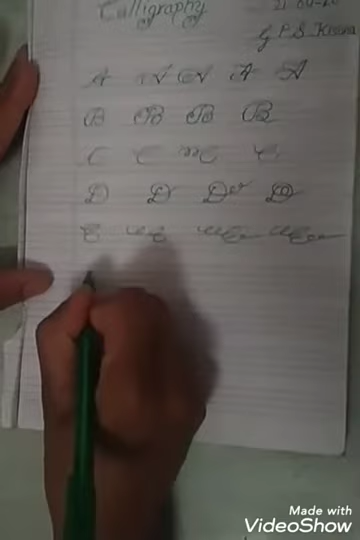 Calligraphy
A A A A A
B B B B
C C C C
D D D D
E E E E
Made with
VideoShow